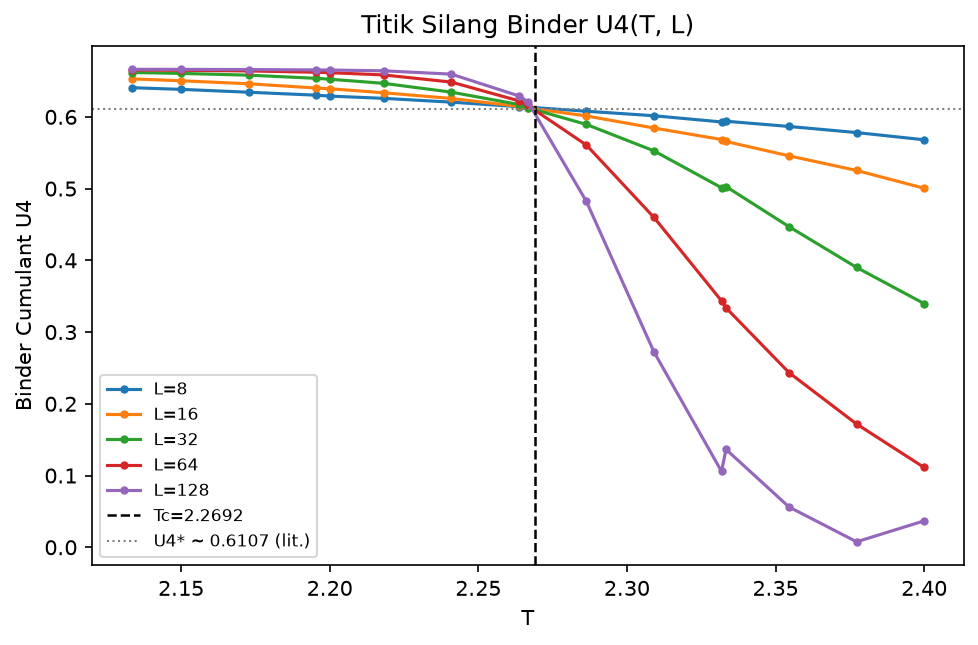 Titik Silang Binder U4(T, L)
Binder Cumulant U4
0.6
0.5
0.4
0.3
0.2
0.1
0.0
L=8
L=16
L=32
L=64
L=128
Tc=2.2692
U4* ~ 0.6107 (lit.)
2.15
2.20
2.25
2.30
2.35
2.40
T